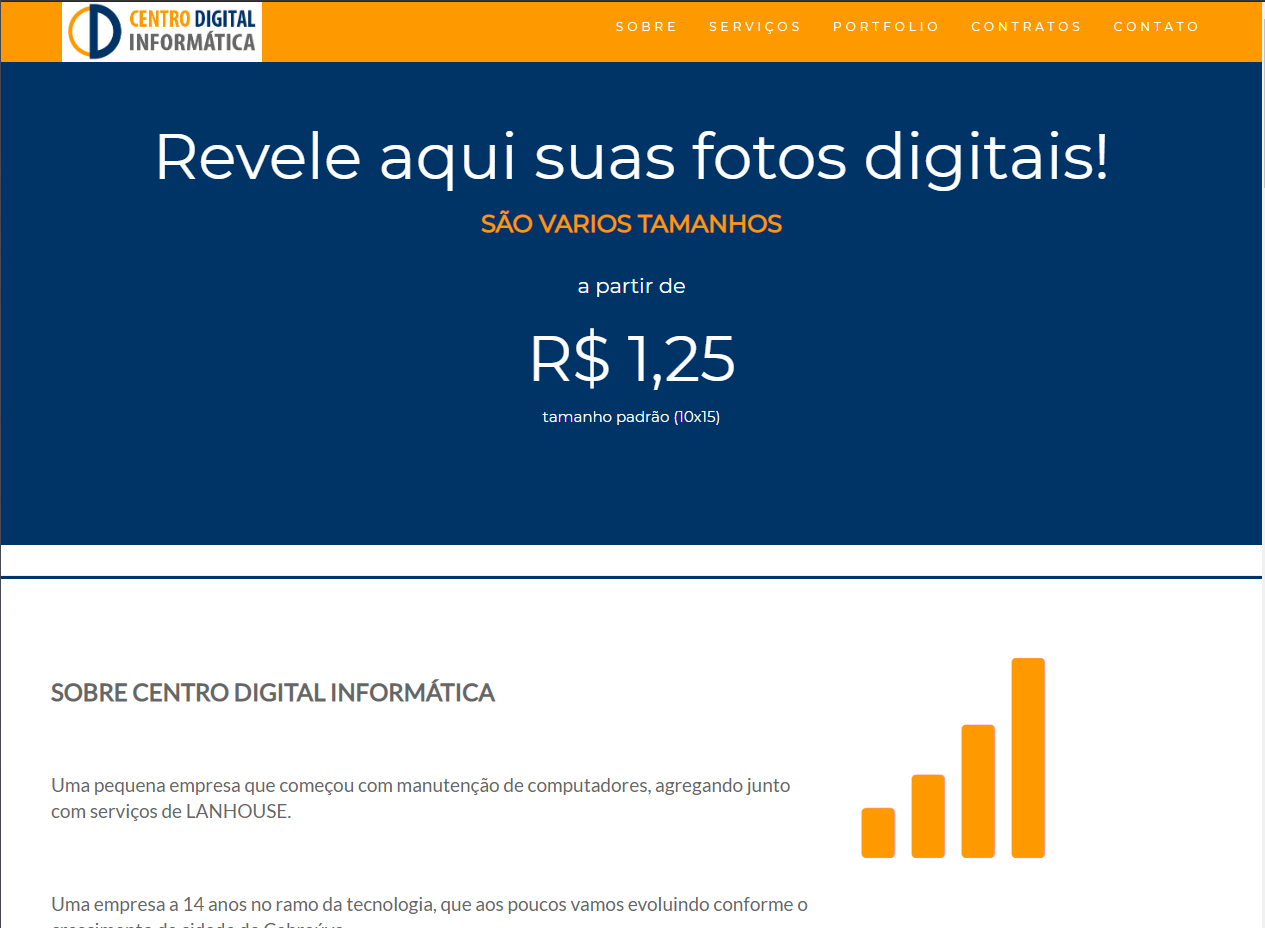 CENTRO DIGITAL
INFORMÁTICA
SOBRE SERVIÇOS PORTFOLIO CONTRATOS CONTATO
Revele aqui suas fotos digitais!
SÃO VARIOS TAMANHOS
a partir de
R$ 1,25
tamanho padrão (10x15)
SOBRE CENTRO DIGITAL INFORMÁTICA
Uma pequena empresa que começou com manutenção de computadores, agregando junto
com serviços de LANHOUSE.
Uma empresa a 14 anos no ramo da tecnologia, que aos poucos vamos evoluindo conforme o